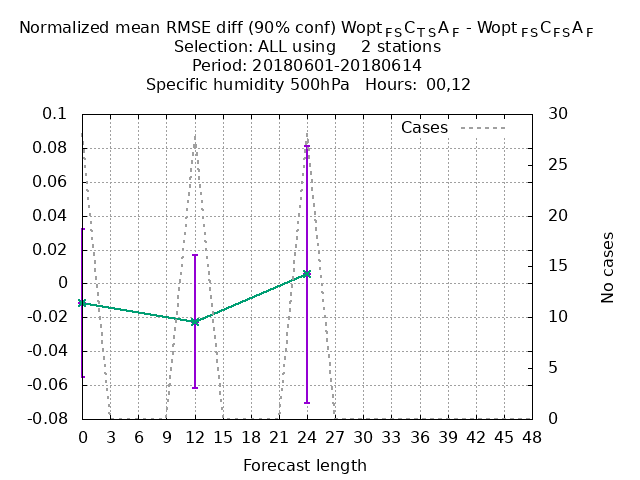 Normalized mean RMSE diff (90% conf) Wopt FS C T S A F - Wopt FS C FS A F
Selection: ALL using 2 stations
Period: 20180601-20180614
Specific humidity 500hPa Hours: 00,12
Cases
0.1
0.08
0.06
0.04
0.02
0
-0.02
-0.04
-0.06
-0.08
30
25
20
15
10
5
0
No cases
0 3 6 9 12 15 18 21 24 27 30 33 36 39 42 45 48
Forecast length